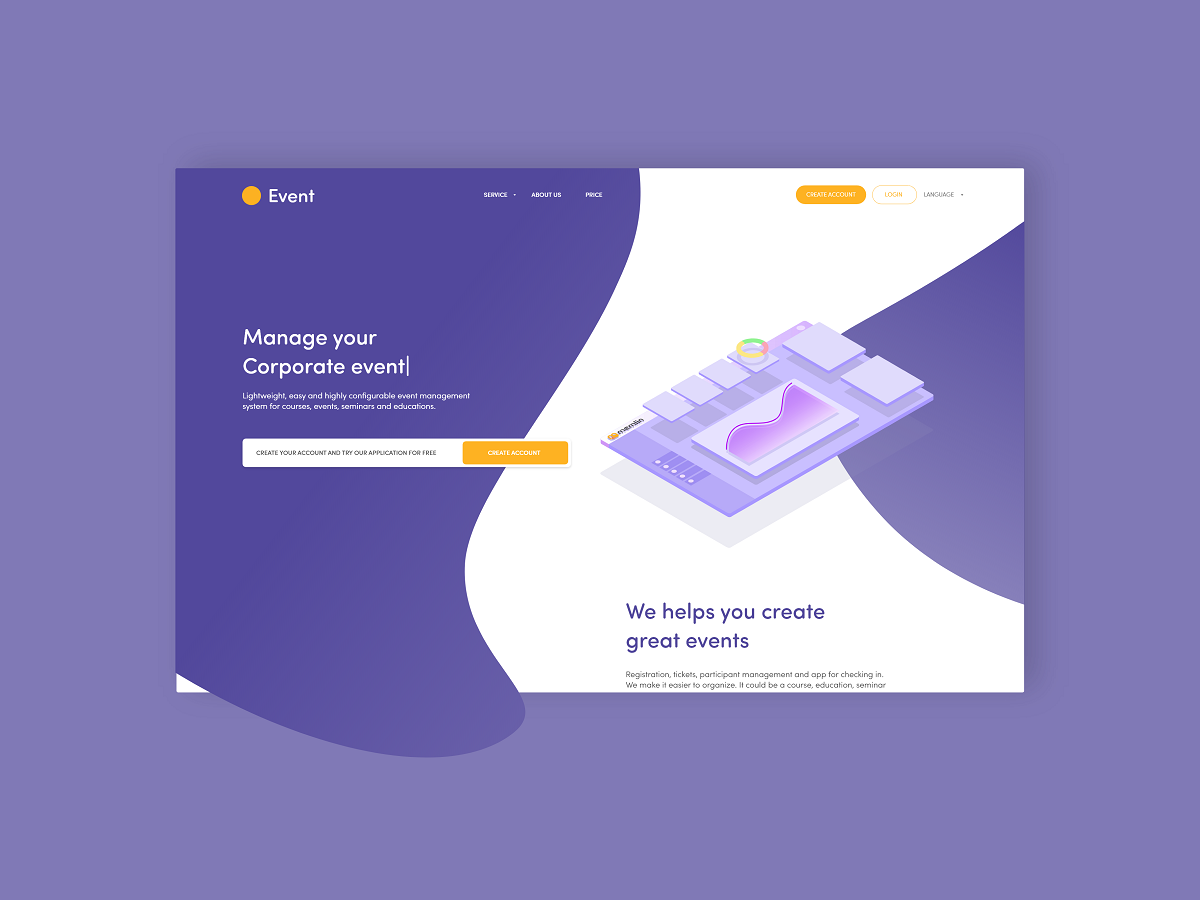 Event
SERVICE
ABOUT US
PRICE
CREATE ACCOUNT
LOGIN
LANGUAGE
Manage your
Corporate event|
Lightweight, easy and highly configurable event management
system for courses, events, seminars and educations.
CREATE YOUR ACCOUNT AND TRY OUR APPLICATION FOR FREE
CREATE ACCOUNT
memlin
We helps you create
great events
Registration, tickets, participant management and app for checking in.
We make it easier to organize. It could be a course, education, seminar